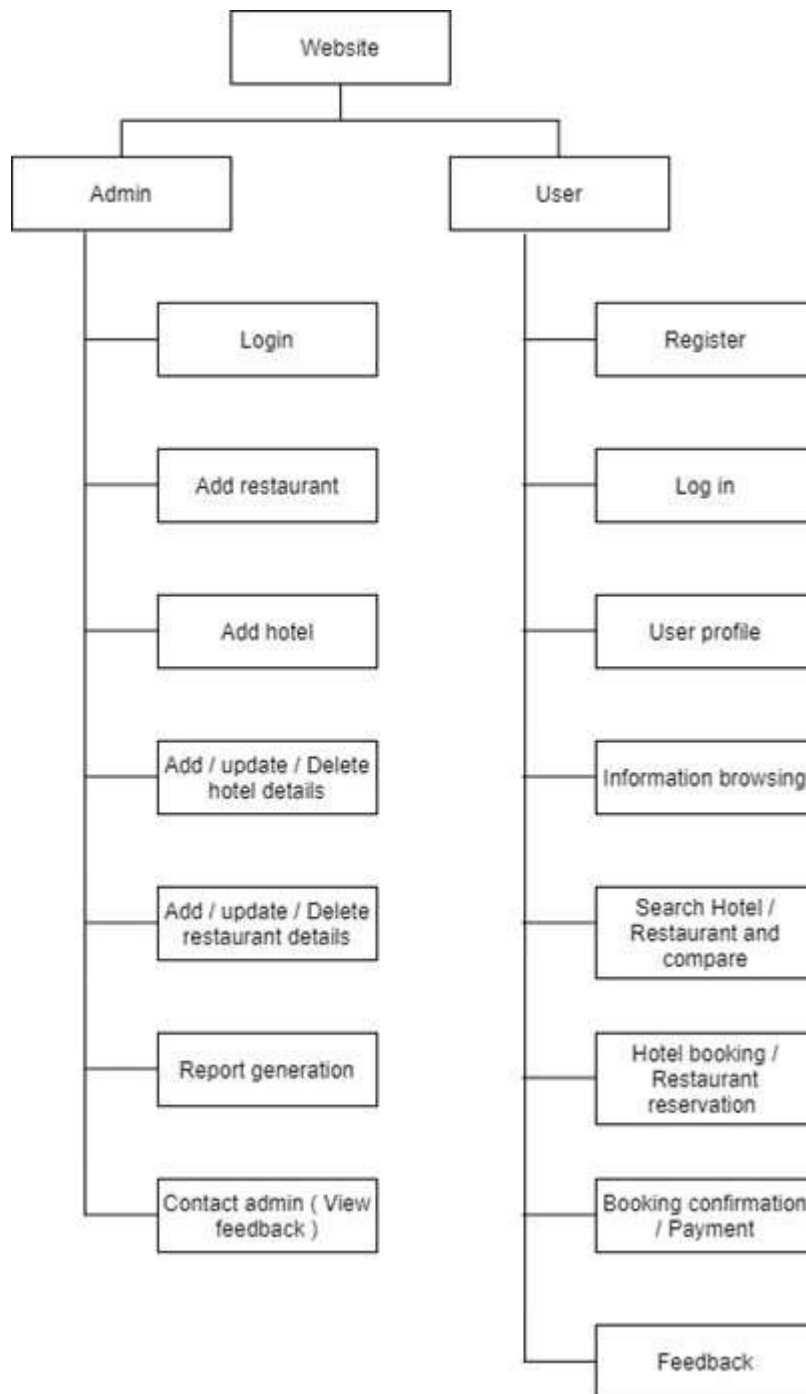 Website
Admin
User
Login
Register
Add restaurant
Log in
Add hotel
User profile
Add / update / Delete
hotel details
Information browsing
Add / update / Delete
restaurant details
Search Hotel /
Restaurant and
compare
Report generation
Hotel booking /
Restaurant
reservation
Contact admin ( View
feedback )
Booking confirmation
/ Payment
Feedback